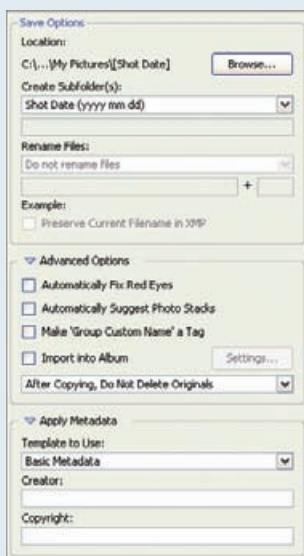 Save Options
Location:
C:\...\My Pictures\[Shot Date]
Browse...
Create Subfolder(s):
Shot Date (yyyy mm dd)
Rename Files:
Do not rename files
+
Example:
Preserve Current Filename in XMP
Advanced Options
Automatically Fix Red Eyes
Automatically Suggest Photo Stacks
Make 'Group Custom Name' a Tag
Import into Album
Settings...
After Copying, Do Not Delete Originals
Apply Metadata
Template to Use:
Basic Metadata
Creator:
Copyright: